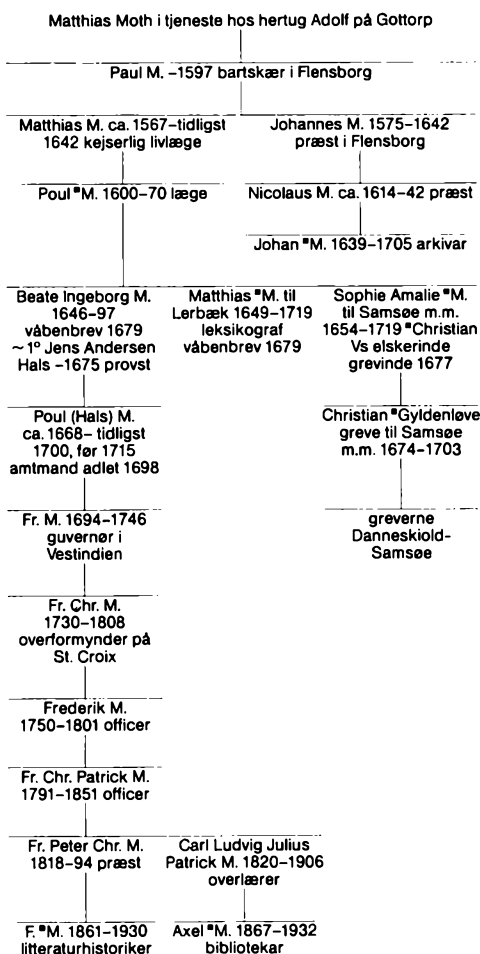 Matthias Moth i tjeneste hos hertug Adolf på Gottorp
Paul M. –1597 bartskær i Flensborg
Matthias M. ca. 1567–tidligst
1642 kejserlig livlæge
Johannes M. 1575–1642
præst i Flensborg
Poul ■M. 1600–70 læge
Nicolaus M. ca. 1614–42 præst
Johan ■M. 1639–1705 arkivar
Beate Ingeborg M.
1646–97
våbenbrev 1679
~ 1º Jens Andersen
Hals –1675 provst
Matthias ■M. til
Lerbæk 1649–1719
leksikograf
våbenbrev 1679
Sophie Amalie ■M.
til Samsøe m.m.
1654–1719 ■Christian
Vs elskerinde
grevinde 1677
Poul (Hals) M.
ca. 1668– tidligst
1700, før 1715
amtmand adlet 1698
Christian ■Gyldenløve
greve til Samsøe
m.m. 1674–1703
Fr. M. 1694–1746
guvernør i
Vestindien
greverne
Danneskiold-
Samsøe
Fr. Chr. M.
1730–1808
overformynder på
St. Croix
Frederik M.
1750–1801 officer
Fr. Chr. Patrick M.
1791–1851 officer
Fr. Peter Chr. M.
1818–94 præst
Carl Ludvig Julius
Patrick M. 1820–1906
overlærer
F. ■M. 1861–1930
litteraturhistoriker
Axel ■M. 1867–1932
bibliotekar